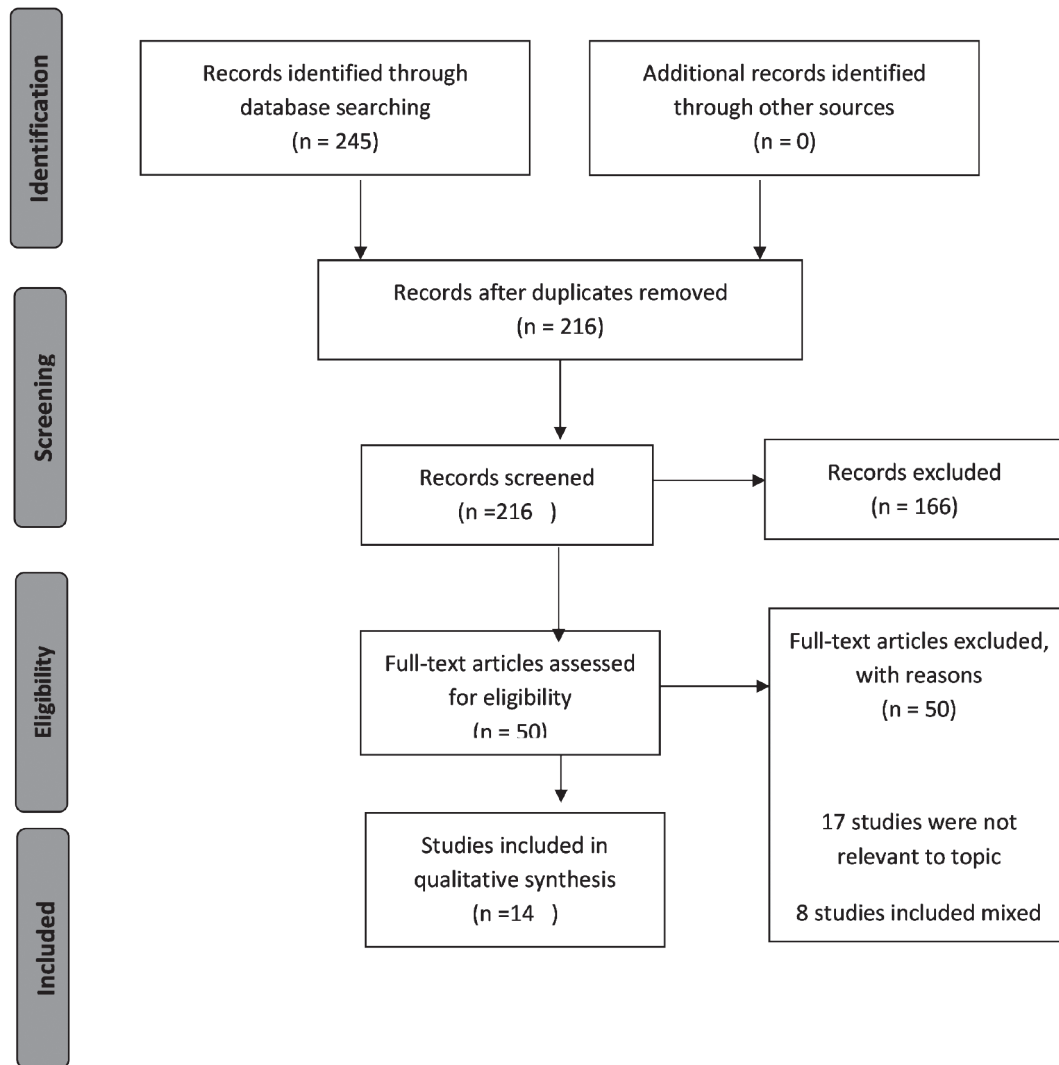 Identification
Records identified through
database searching
(n = 245)
Additional records identified
through other sources
(n = 0)
Records after duplicates removed
(n = 216)
Screening
Records screened
(n =216   )
Records excluded
(n = 166)
Eligibility
Full-text articles assessed
for eligibility
(n = 50)
Full-text articles excluded,
with reasons
(n = 50)
17 studies were not
relevant to topic
8 studies included mixed
Included
Studies included in
qualitative synthesis
(n =14   )